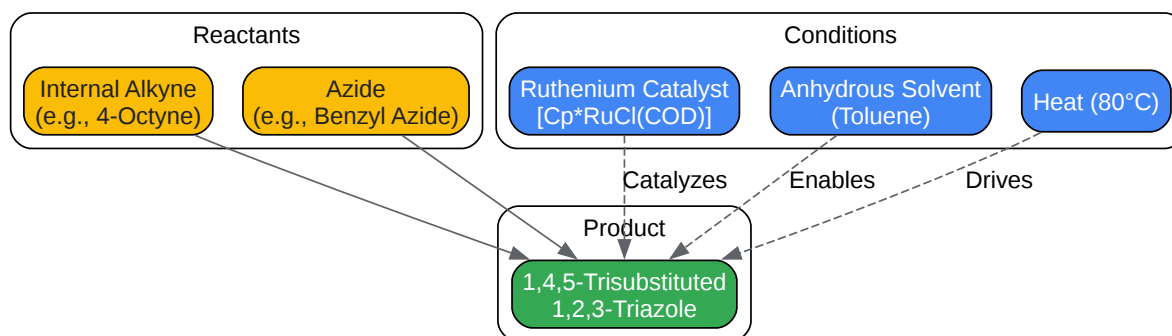 Reactants
Conditions
Internal Alkyne
(e.g., 4-Octyne)
Azide
(e.g., Benzyl Azide)
Ruthenium Catalyst
[Cp*RuCl(COD)]
Anhydrous Solvent
(Toluene)
Heat (80°C)
Catalyzes
Enables
Drives
Product
1,4,5-Trisubstituted
1,2,3-Triazole